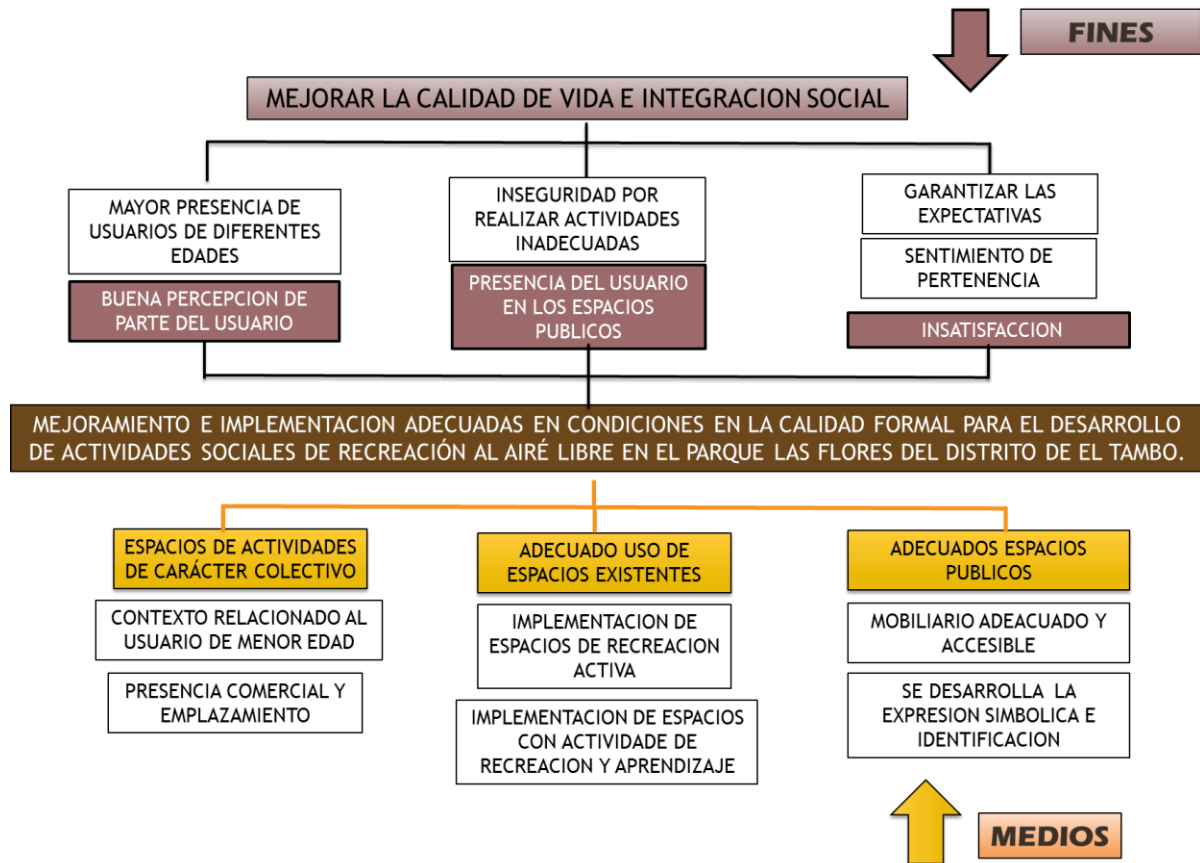 FINES
MEJORAR LA CALIDAD DE VIDA E INTEGRACION SOCIAL
MAYOR PRESENCIA DE
USUARIOS DE DIFERENTES
EDADES
BUENA PERCEPCION DE
PARTE DEL USUARIO
INSEGURIDAD POR
REALIZAR ACTIVIDADES
INADECUADAS
PRESENCIA DEL USUARIO
EN LOS ESPACIOS
PUBLICOS
GARANTIZAR LAS
EXPECTATIVAS
SENTIMIENTO DE
PERTENENCIA
INSATISFACCION
MEJORAMIENTO E IMPLEMENTACION ADECUADAS EN CONDICIONES EN LA CALIDAD FORMAL PARA EL DESARROLLO
DE ACTIVIDADES SOCIALES DE RECREACIÓN AL AIRÉ LIBRE EN EL PARQUE LAS FLORES DEL DISTRITO DE EL TAMBO.
ESPACIOS DE ACTIVIDADES
DE CARÁCTER COLECTIVO
CONTEXTO RELACIONADO AL
USUARIO DE MENOR EDAD
PRESENCIA COMERCIAL Y
EMPLAZAMIENTO
ADECUADO USO DE
ESPACIOS EXISTENTES
IMPLEMENTACION DE
ESPACIOS DE RECREACION
ACTIVA
IMPLEMENTACION DE ESPACIOS
CON ACTIVIDADE DE
RECREACION Y APRENDIZAJE
ADECUADOS ESPACIOS
PUBLICOS
MOBILIARIO ADEACUADO Y
ACCESIBLE
SE DESARROLLA LA
EXPRESION SIMBOLICA E
IDENTIFICACION
MEDIOS